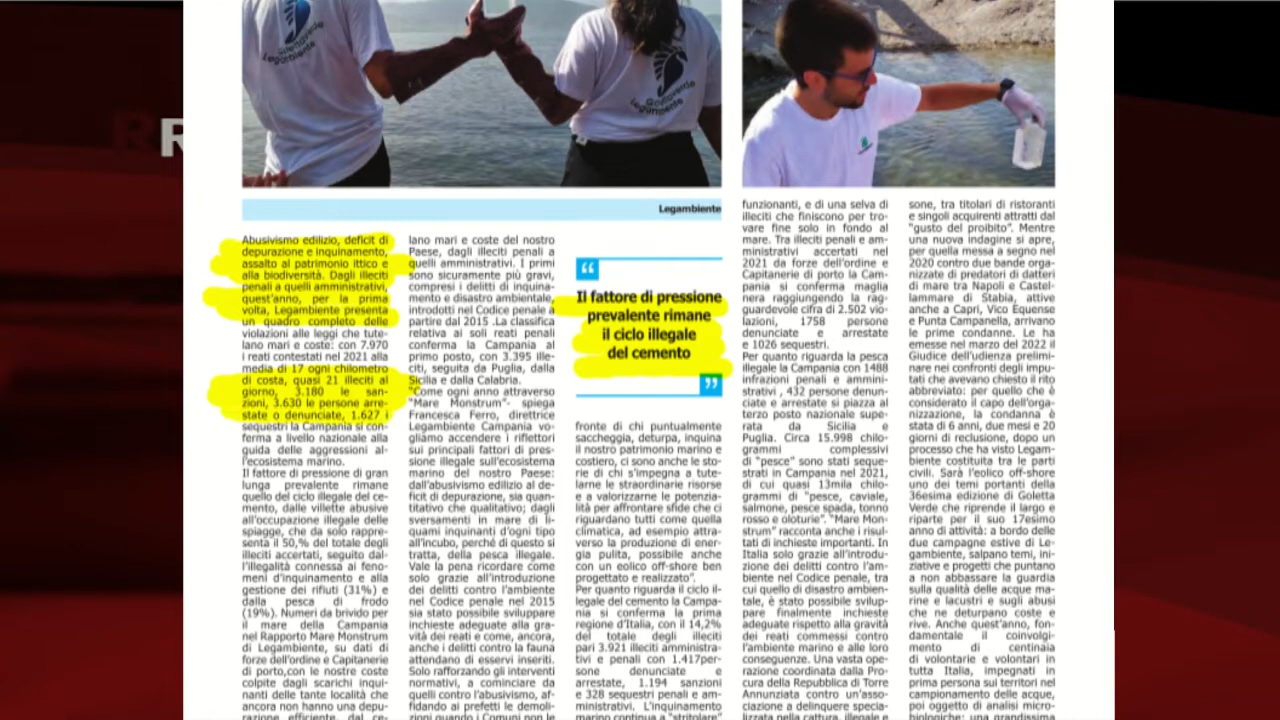 R
Goletta Verde
Legambiente
Goletta Verde
Legambiente
Legambiente
Abusivismo edilizio, deficit di
depurazione e inquinamento,
assalto al patrimonio ittico e
alla biodiversità. Dagli illeciti
penali a quelli amministrativi,
quest'anno, per la prima
volta, Legambiente presenta
un quadro completo delle
violazioni alle leggi che tute-
lano mari e coste: con 7.970
i reati contestati nel 2021 alla
media di 17 ogni chilometro
di costa, quasi 21 illeciti al
giorno, 3.180 le san-
zioni, 3.630 le persone arre-
state o denunciate, 1.627 i
sequestri la Campania si con-
ferma a livello nazionale alla
guida delle aggressioni al-
l'ecosistema marino.
Il fattore di pressione di gran
lunga prevalente rimane
quello del ciclo illegale del ce-
mento, dalle villette abusive
all'occupazione illegale delle
spiagge, che da solo rappre-
senta il 50,% del totale degli
illeciti accertati, seguito dal-
l'illegalità connessa ai feno-
meni d'inquinamento e alla
gestione dei rifiuti (31%) e
dalla pesca di frodo
(19%). Numeri da brivido per
il mare della Campania
nel Rapporto Mare Monstrum
di Legambiente, su dati di
forze dell'ordine e Capitanerie
di porto,con le nostre coste
colpite dagli scarichi inqui-
nanti delle tante località che
ancora non hanno una depu-
razione efficiente, dal ce-
lano mari e coste del nostro
Paese, dagli illeciti penali a
quelli amministrativi. I primi
sono sicuramente più gravi,
compresi i delitti di inquina-
mento e disastro ambientale,
introdotti nel Codice penale a
partire dal 2015 .La classifica
relativa ai soli reati penali
conferma la Campania al
primo posto, con 3.395 ille-
citi, seguita da Puglia, dalla
Sicilia e dalla Calabria.
"Come ogni anno attraverso
"Mare Monstrum"- spiega
Francesca Ferro, direttrice
Legambiente Campania vo-
gliamo accendere i riflettori
sui principali fattori di pres-
sione illegale sull'ecosistema
marino del nostro Paese:
dall'abusivismo edilizio al de-
ficit di depurazione, sia quan-
titativo che qualitativo; dagli
sversamenti in mare di li-
quami inquinanti d'ogni tipo
all'incubo, perché di questo si
tratta, della pesca illegale.
Vale la pena ricordare come
solo grazie all'introduzione
dei delitti contro l'ambiente
nel Codice penale nel 2015
sia stato possibile sviluppare
inchieste adeguate alla gra-
vità dei reati e come, ancora,
anche i delitti contro la fauna
attendano di esservi inseriti.
Solo rafforzando gli interventi
normativi, a cominciare da
quelli contro l'abusivismo, af-
fidando ai prefetti le demoli-
zioni quando i Comuni non le
“
Il fattore di pressione
prevalente rimane
il ciclo illegale
del cemento
”
fronte di chi puntualmente
saccheggia, deturpa, inquina
il nostro patrimonio marino e
costiero, ci sono anche le sto-
rie di chi s'impegna a tute-
larne le straordinarie risorse
e a valorizzarne le potenzia-
lità per affrontare sfide che ci
riguardano tutti come quella
climatica, ad esempio attra-
verso la produzione di ener-
gia pulita, possibile anche
con un eolico off-shore ben
progettato e realizzato".
Per quanto riguarda il ciclo il-
legale del cemento la Campa-
nia si conferma la prima
regione d'Italia, con il 14,2%
del totale degli illeciti
pari 3.921 illeciti amministra-
tivi e penali con 1.417per-
sone denunciate e
arrestate, 1.194 sanzioni
e 328 sequestri penali e am-
ministrativi. L'inquinamento
marino continua a "stritolare"
funzionanti, e di una selva di
illeciti che finiscono per tro-
vare fine solo in fondo al
mare. Tra illeciti penali e am-
ministrativi accertati nel
2021 da forze dell'ordine e
Capitanerie di porto la Cam-
pania si conferma maglia
nera raggiungendo la rag-
guardevole cifra di 2.502 vio-
lazioni, 1758 persone
denunciate e arrestate
e 1026 sequestri.
Per quanto riguarda la pesca
illegale la Campania con 1488
infrazioni penali e ammini-
strativi , 432 persone denun-
ciate e arrestate si piazza al
terzo posto nazionale supe-
rata da Sicilia e
Puglia. Circa 15.998 chilo-
grammi complessivi
di "pesce" sono stati seque-
strati in Campania nel 2021,
di cui quasi 13mila chilo-
grammi di "pesce, caviale,
salmone, pesce spada, tonno
rosso e oloturie". "Mare Mon-
strum" racconta anche i risul-
tati di inchieste importanti. In
Italia solo grazie all'introdu-
zione dei delitti contro l'am-
biente nel Codice penale, tra
cui quello di disastro ambien-
tale, è stato possibile svilup-
pare finalmente inchieste
adeguate rispetto alla gravità
dei reati commessi contro
l'ambiente marino e alle loro
conseguenze. Una vasta ope-
razione coordinata dalla Pro-
cura della Repubblica di Torre
Annunziata contro un'asso-
ciazione a delinquere specia-
lizzata nella cattura, illegale e
sone, tra titolari di ristoranti
e singoli acquirenti attratti dal
"gusto del proibito". Mentre
una nuova indagine si apre,
per quella messa a segno nel
2020 contro due bande orga-
nizzate di predatori di datteri
di mare tra Napoli e Castel-
lammare di Stabia, attive
anche a Capri, Vico Equense
e Punta Campanella, arrivano
le prime condanne. Le ha
emesse nel marzo del 2022 il
Giudice dell'udienza prelimi-
nare nei confronti degli impu-
tati che avevano chiesto il rito
abbreviato: per quello che è
considerato il capo dell'orga-
nizzazione, la condanna è
stata di 6 anni, due mesi e 20
giorni di reclusione, dopo un
processo che ha visto Legam-
biente costituita tra le parti
civili. Sarà l'eolico off-shore
uno dei temi portanti della
36esima edizione di Goletta
Verde che riprende il largo e
riparte per il suo 17esimo
anno di attività: a bordo delle
due campagne estive di Le-
gambiente, salpano temi, ini-
ziative e progetti che puntano
a non abbassare la guardia
sulla qualità delle acque ma-
rine e lacustri e sugli abusi
che ne deturpano coste e
rive. Anche quest'anno, fon-
damentale il coinvolgi-
mento di centinaia
di volontarie e volontari in
tutta Italia, impegnati in
prima persona sui territori nel
campionamento delle acque,
poi oggetto di analisi micro-
biologiche: una grandissima